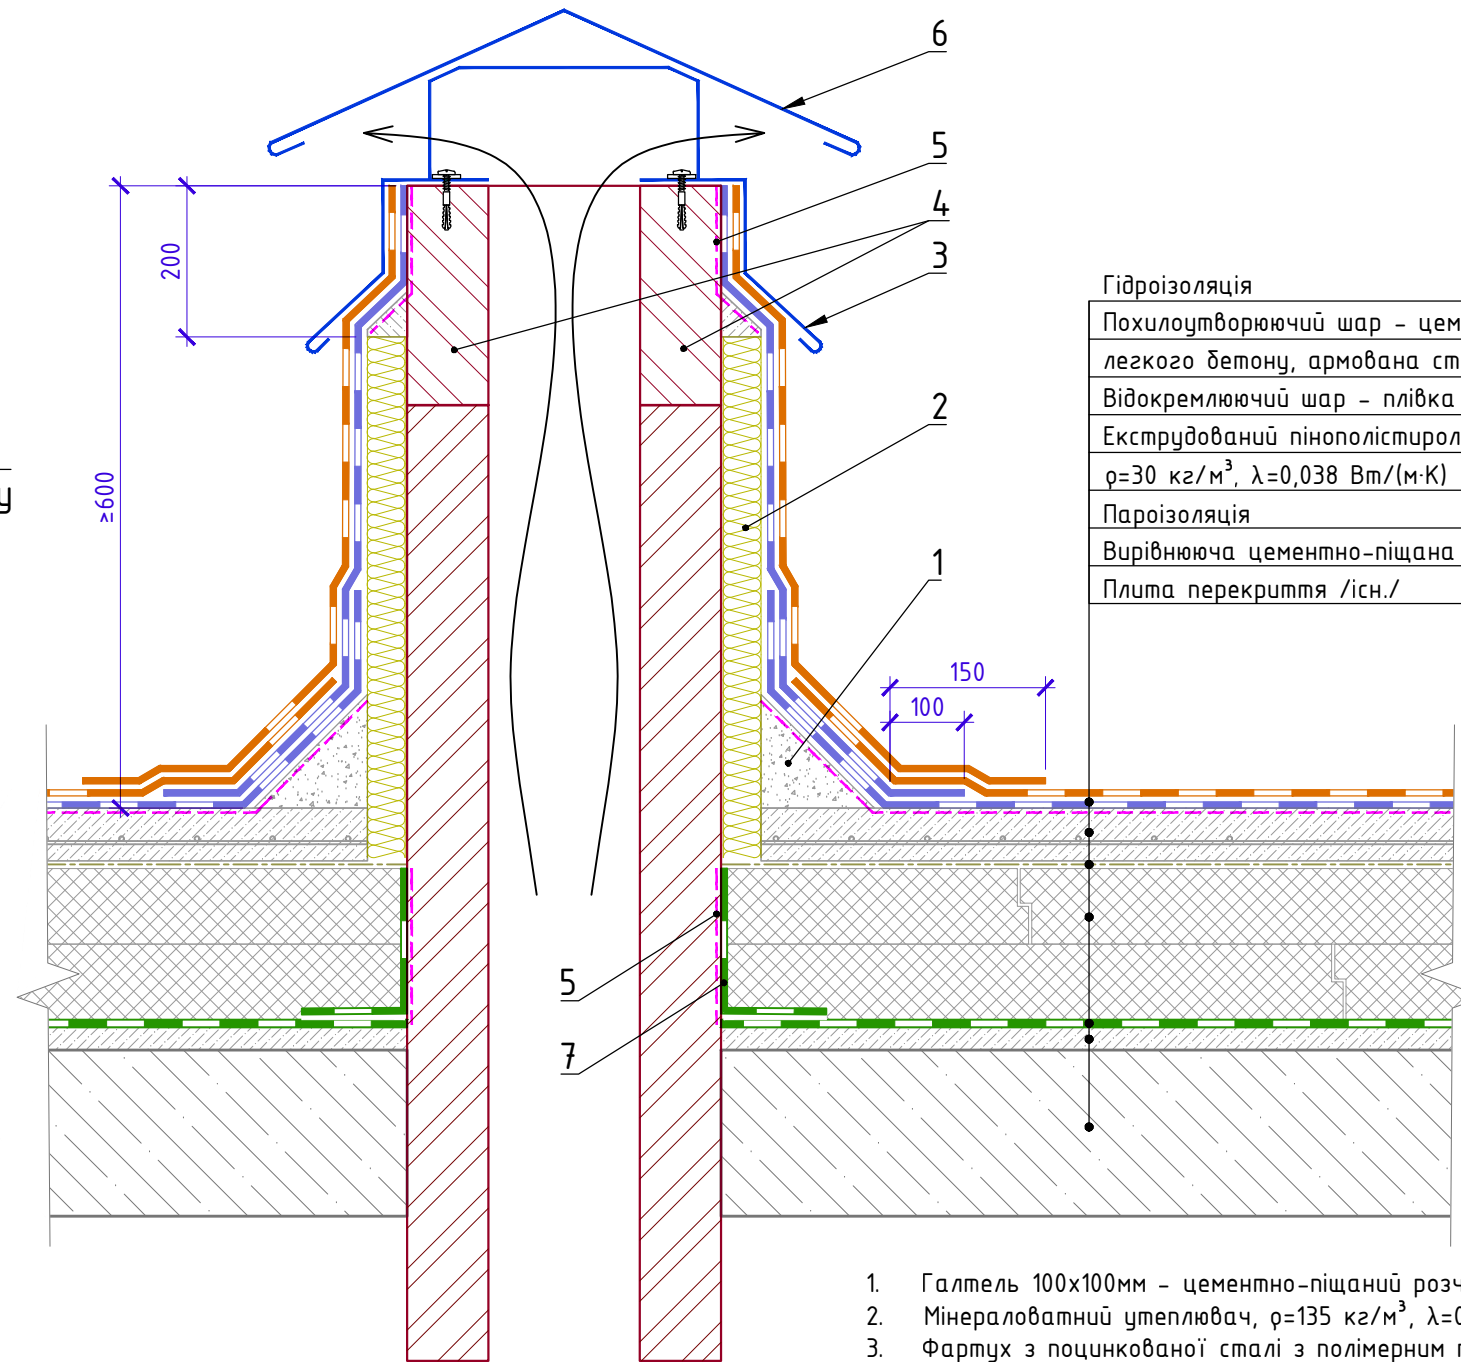 6
5
4
3
200
Гідроізоляція
Похилоутворюючий шар – цем
легкого бетону, армована ст
Відокремлюючий шар – плівка
Екструдований пінополістирол
ρ=30 кг/м³, λ=0,038 Вт/(м·К)
Пароізоляція
Вирівнююча цементно-піщана
Плита перекриття /існ./
2
≥600
у
1
150
100
5
7
1. Галтель 100х100мм – цементно-піщаний розч
2. Мінераловатний утеплювач, ρ=135 кг/м³, λ=0
3. Фартух з поцинкованої сталі з полімерним п